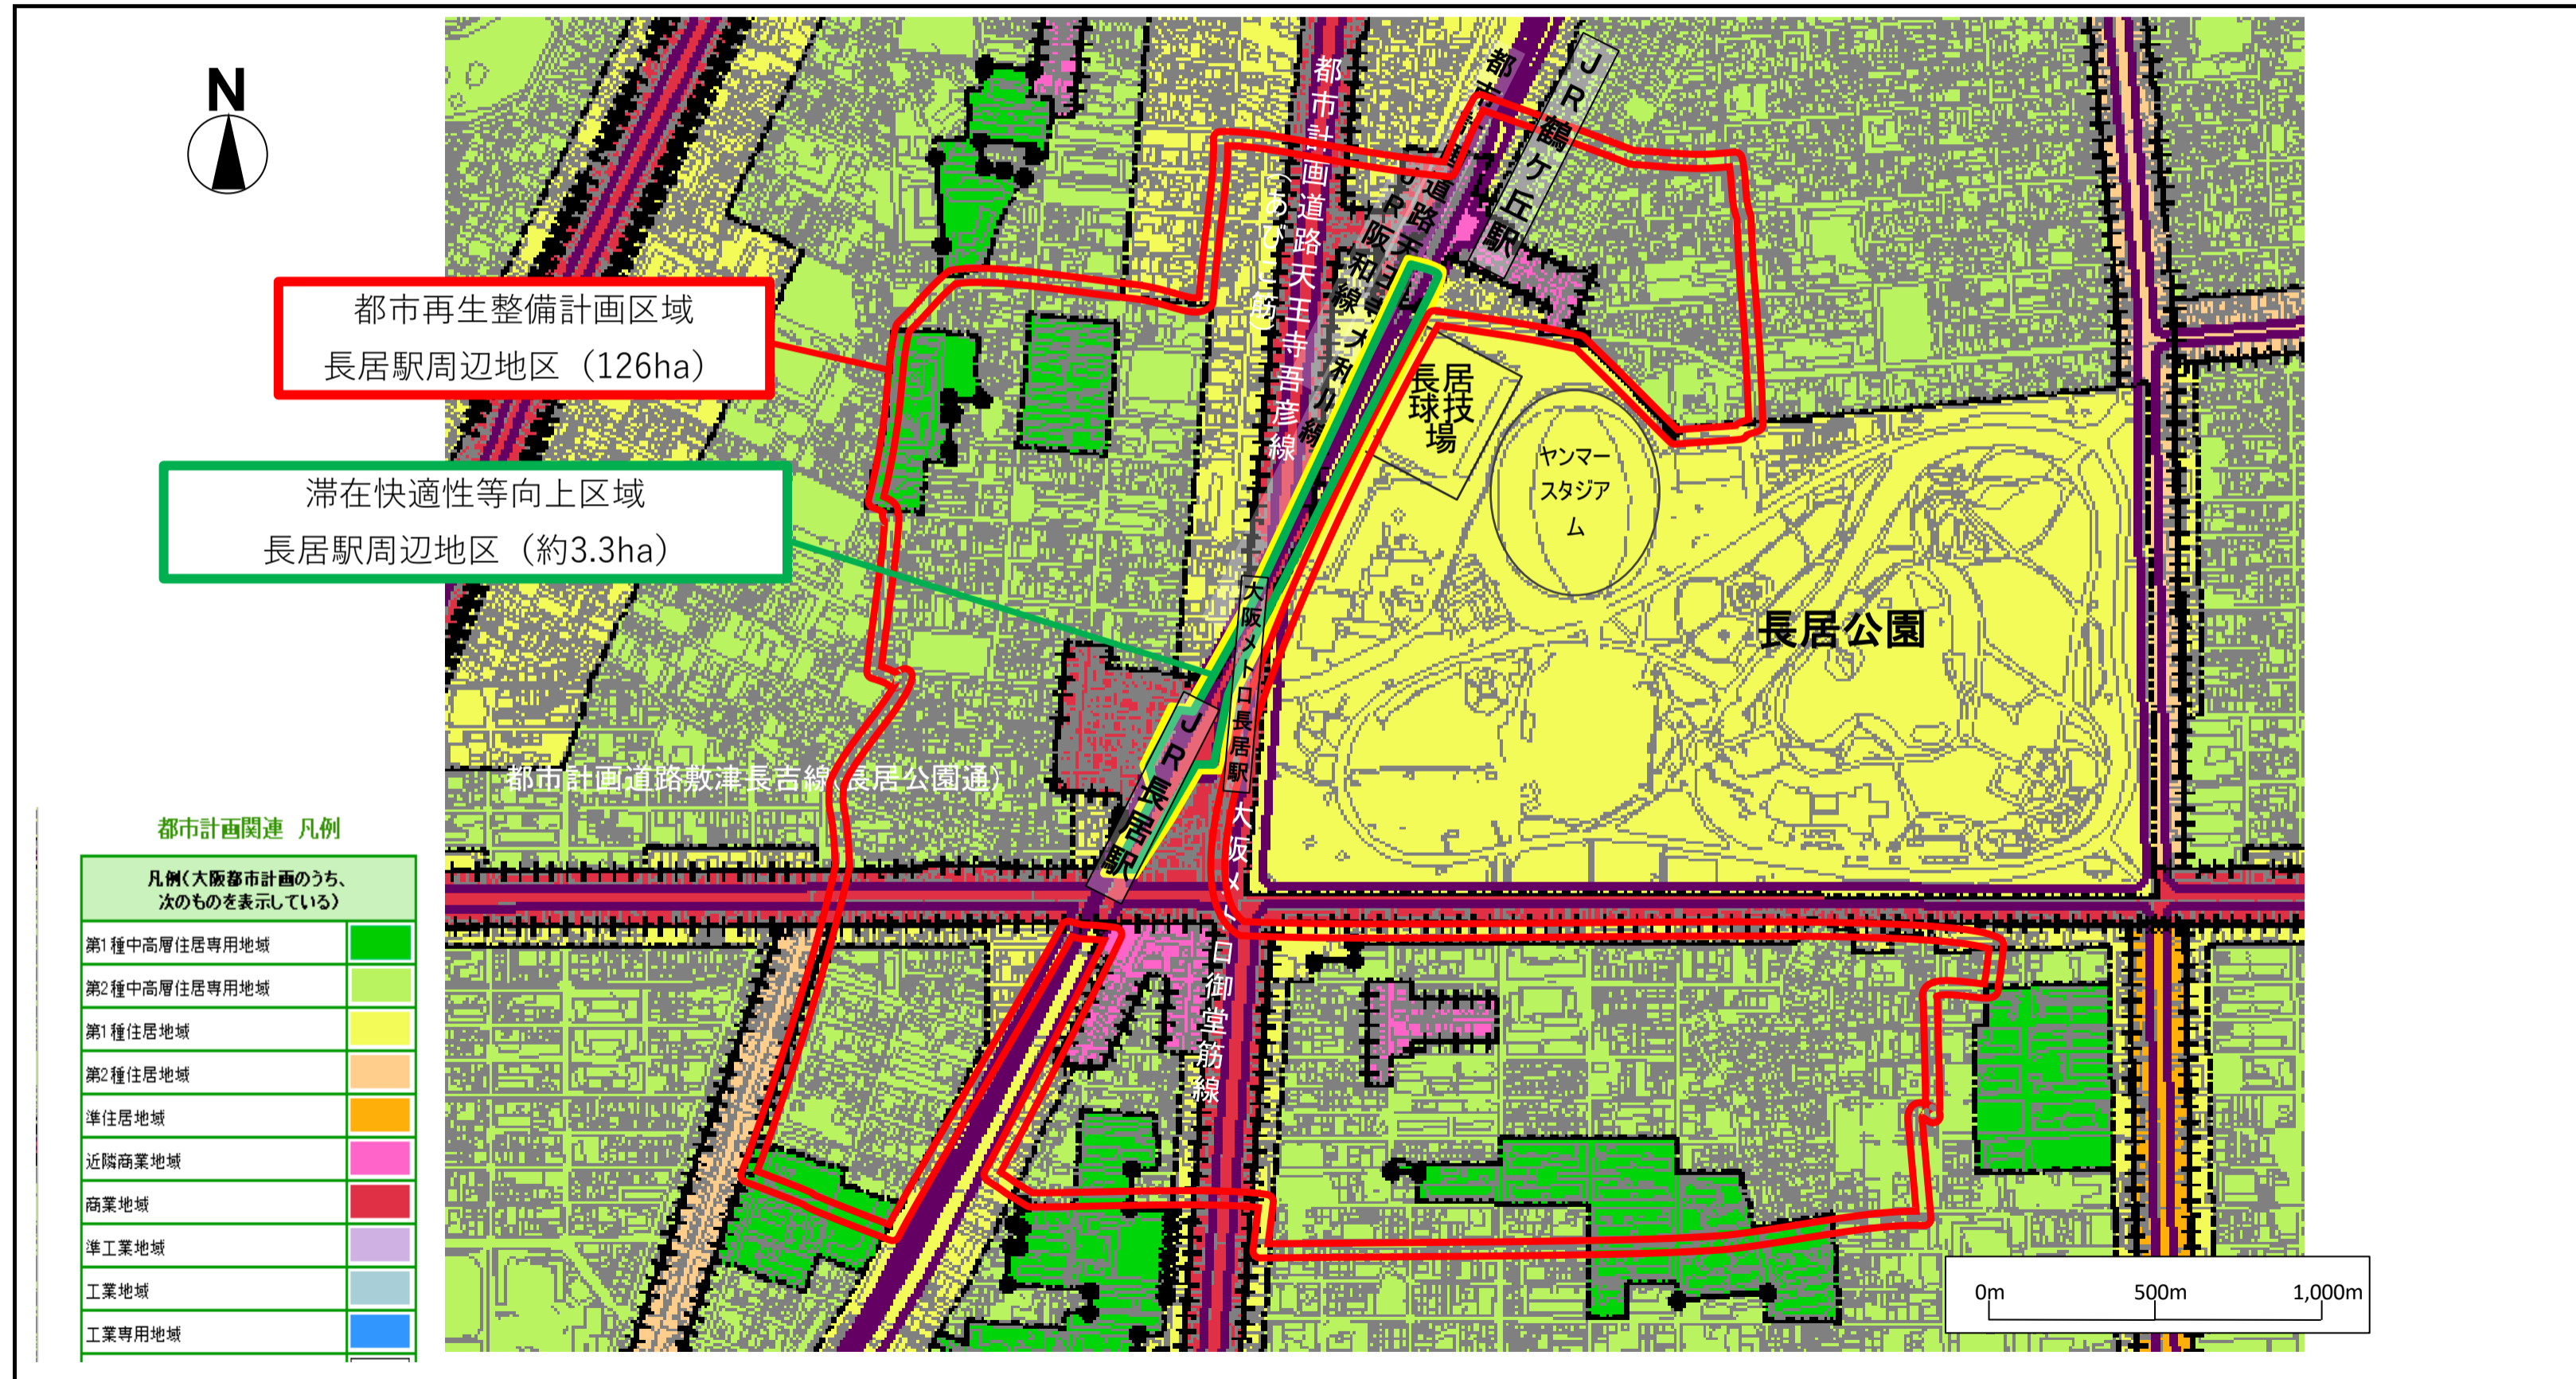 N
都市再生整備計画区域
長居駅周辺地区（126ha）
滞在快適性等向上区域
長居駅周辺地区（約3.3ha）
都市計画道路天王寺吾彦線
（あびこ筋）
JR阪和線
JR鶴ケ丘駅
長居
球技
場
ヤンマー
スタジア
ム
長居公園
大阪メトロ長居駅
JR長居駅
都市計画道路敷津長吉線(長居公園通)
大阪メトロ御堂筋線
都市計画関連 凡例
凡例(大阪都市計画のうち、
次のものを表示している)
第1種中高層住居専用地域
第2種中高層住居専用地域
第1種住居地域
第2種住居地域
準住居地域
近隣商業地域
商業地域
準工業地域
工業地域
工業専用地域
0m 500m 1,000m